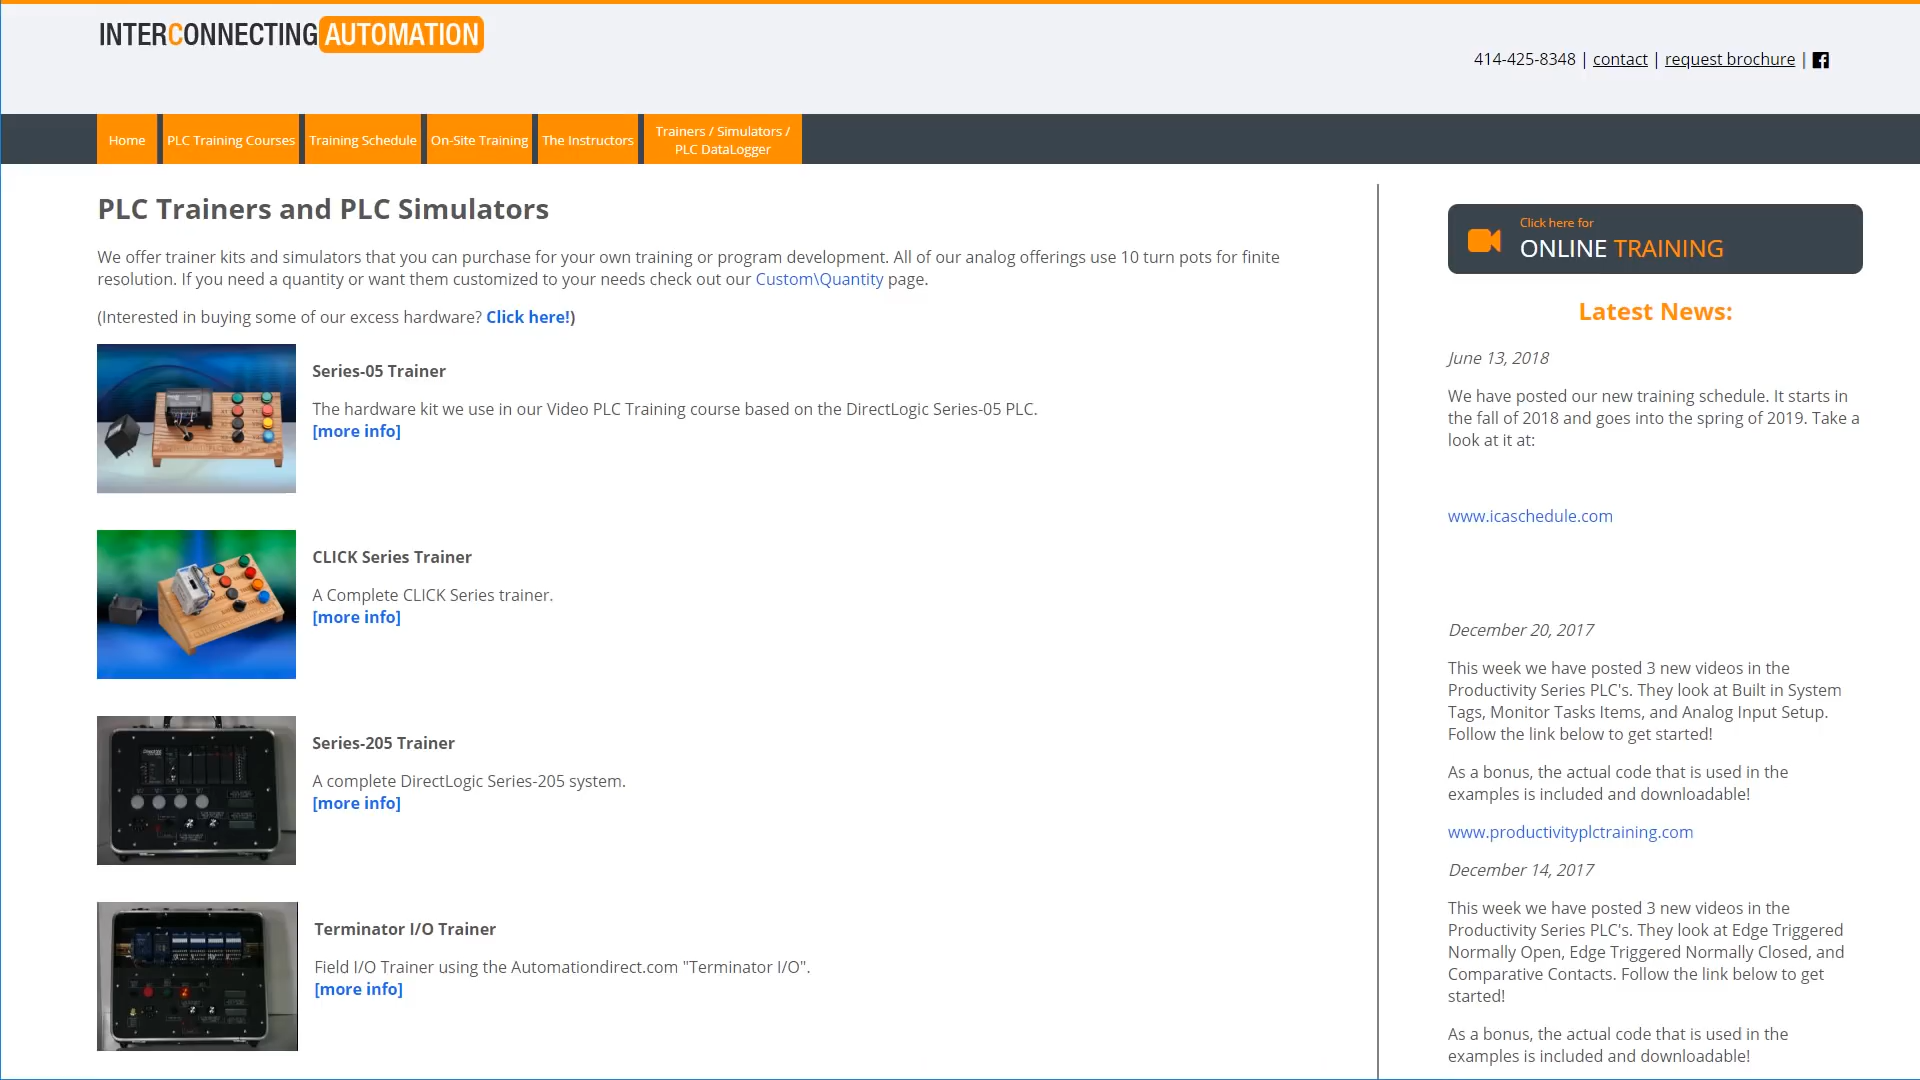 INTERCONNECTING AUTOMATION
414-425-8348 | contact | request brochure |
Home
PLC Training Courses
Training Schedule
On-Site Training
The Instructors
Trainers / Simulators /
PLC DataLogger
PLC Trainers and PLC Simulators
We offer trainer kits and simulators that you can purchase for your own training or program development. All of our analog offerings use 10 turn pots for finite
resolution. If you need a quantity or want them customized to your needs check out our Custom\Quantity page.
(Interested in buying some of our excess hardware? Click here!)
Series-05 Trainer
The hardware kit we use in our Video PLC Training course based on the DirectLogic Series-05 PLC.
[more info]
CLICK Series Trainer
A Complete CLICK Series trainer.
[more info]
Series-205 Trainer
A complete DirectLogic Series-205 system.
[more info]
Terminator I/O Trainer
Field I/O Trainer using the Automationdirect.com "Terminator I/O".
[more info]
Click here for
ONLINE TRAINING
Latest News:
June 13, 2018
We have posted our new training schedule. It starts in
the fall of 2018 and goes into the spring of 2019. Take a
look at it at:
www.icaschedule.com
December 20, 2017
This week we have posted 3 new videos in the
Productivity Series PLC's. They look at Built in System
Tags, Monitor Tasks Items, and Analog Input Setup.
Follow the link below to get started!
As a bonus, the actual code that is used in the
examples is included and downloadable!
www.productivityplctraining.com
December 14, 2017
This week we have posted 3 new videos in the
Productivity Series PLC's. They look at Edge Triggered
Normally Open, Edge Triggered Normally Closed, and
Comparative Contacts. Follow the link below to get
started!
As a bonus, the actual code that is used in the
examples is included and downloadable!